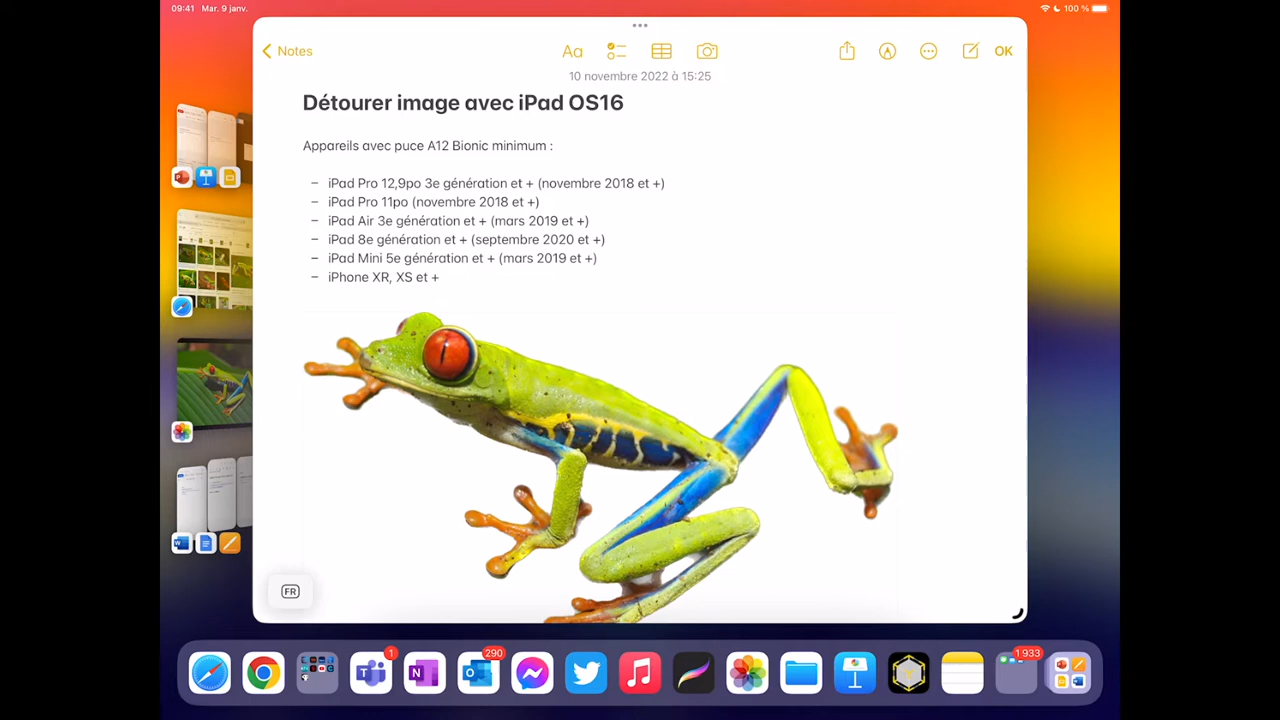 09:41 Mar. 9 janv.
100 %
Notes
Aa
OK
10 novembre 2022 à 15:25
Détourer image avec iPad OS16
Appareils avec puce A12 Bionic minimum :
– iPad Pro 12,9po 3e génération et + (novembre 2018 et +)
– iPad Pro 11po (novembre 2018 et +)
– iPad Air 3e génération et + (mars 2019 et +)
– iPad 8e génération et + (septembre 2020 et +)
– iPad Mini 5e génération et + (mars 2019 et +)
– iPhone XR, XS et +
FR
1
290
1 933